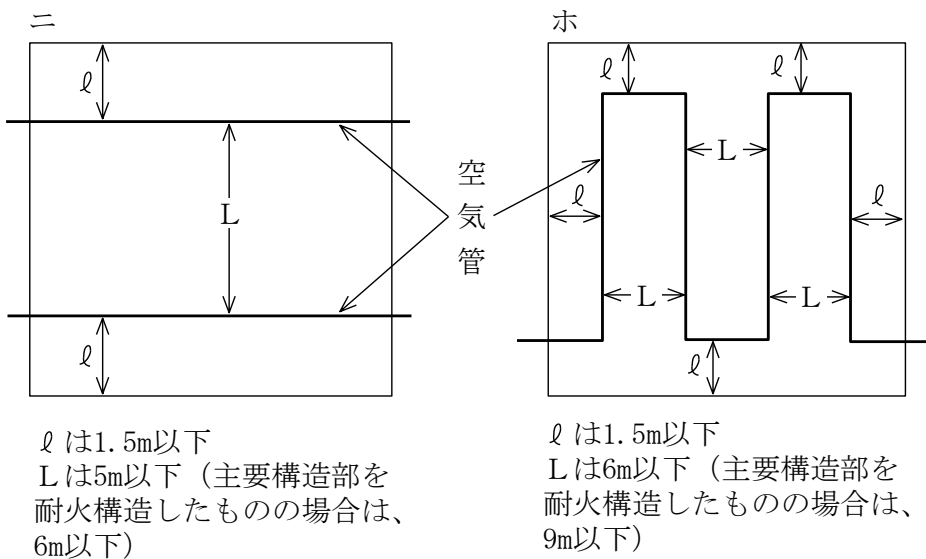 ニ
ℓ
L
ℓ
空気管
ホ
ℓ
ℓ
L
ℓ
ℓ
L
L
ℓ
ℓは1.5m以下
Lは5m以下（主要構造部を
耐火構造したものの場合は、
6m以下）
ℓは1.5m以下
Lは6m以下（主要構造部を
耐火構造したものの場合は、
9m以下）